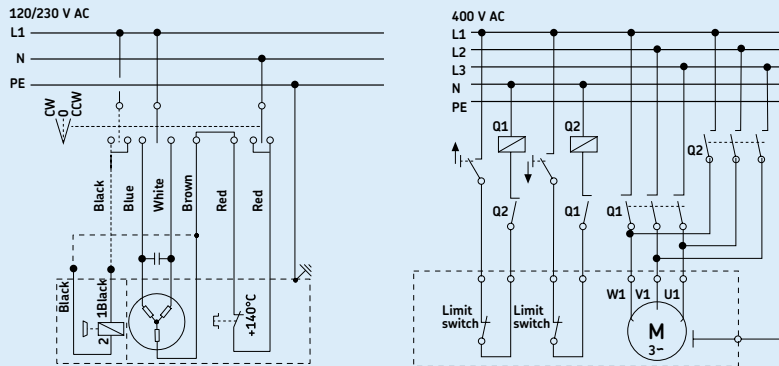 120/230 V AC
L1
N
PE
CW
O
CCW
Black
Blue
White
Brown
Red
Red
Black
1Black
2
+140°C
400 V AC
L1
L2
L3
N
PE
Q1
Q2
Q2
Q2
Q1
Q1
W1 V1 U1
Limit
switch
Limit
switch
M
3~